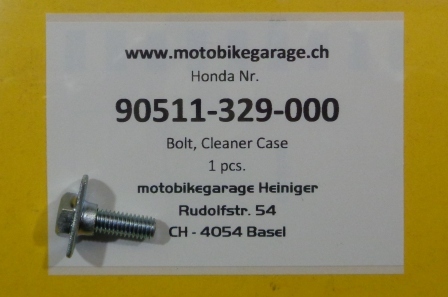 www.motobikegarage.ch
Honda Nr.
90511-329-000
Bolt, Cleaner Case
1 pcs.
motobikegarage Heiniger
Rudolfstr. 54
CH - 4054 Basel